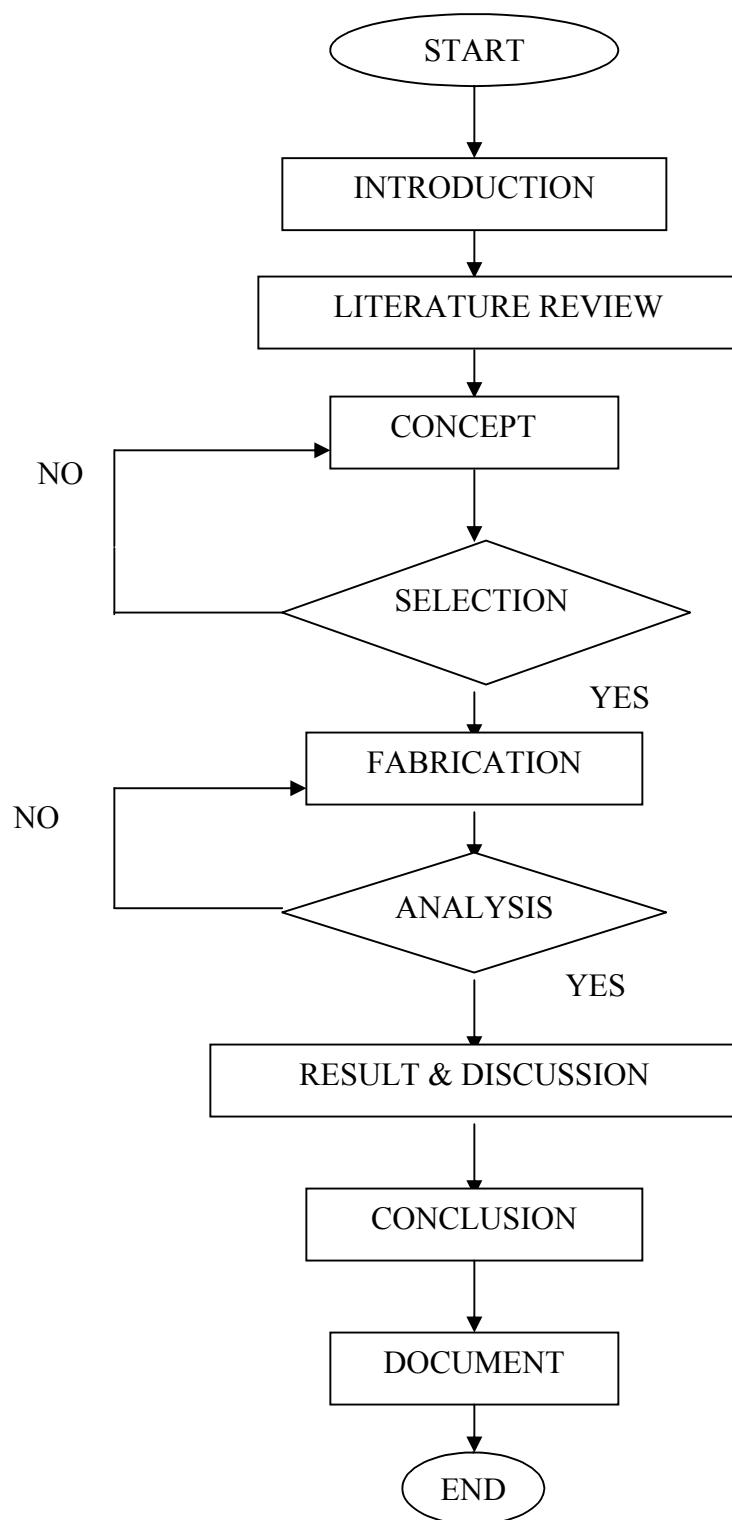 START
INTRODUCTION
LITERATURE REVIEW
CONCEPT
NO
SELECTION
YES
FABRICATION
NO
ANALYSIS
YES
RESULT & DISCUSSION
CONCLUSION
DOCUMENT
END